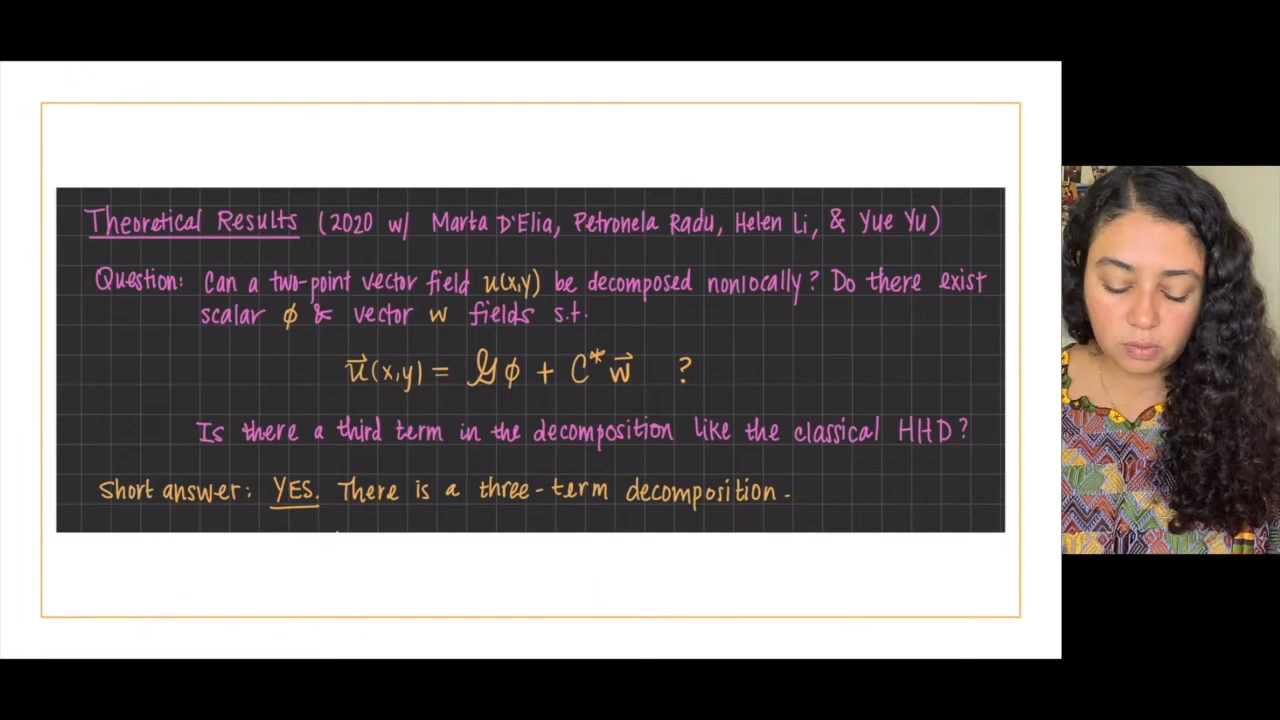 Theoretical Results (2020 w/ Marta D'Elia, Petronela Radu, Helen Li, & Yue Yu)
Question: Can a two-point vector field u(x,y) be decomposed nonlocally? Do there exist
scalar ϕ & vector w fields s.t.
u⃗(x,y) = 𝒢ϕ + C* w⃗ ?
Is there a third term in the decomposition like the classical HHD?
Short answer: YES. There is a three-term decomposition.